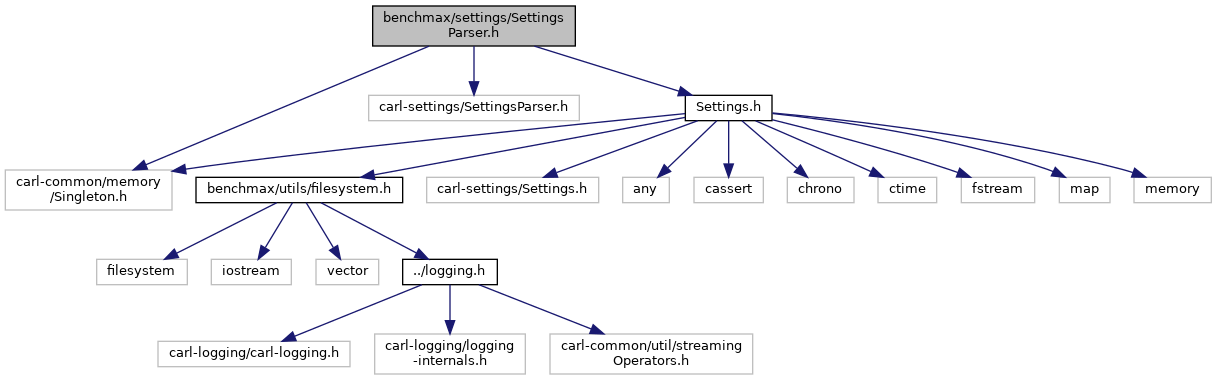 benchmax/settings/Settings
Parser.h
carl-settings/SettingsParser.h
Settings.h
carl-common/memory
/Singleton.h
benchmax/utils/filesystem.h
carl-settings/Settings.h
any
cassert
chrono
ctime
fstream
map
memory
filesystem
iostream
vector
../logging.h
carl-logging/carl-logging.h
carl-logging/logging
-internals.h
carl-common/util/streaming
Operators.h